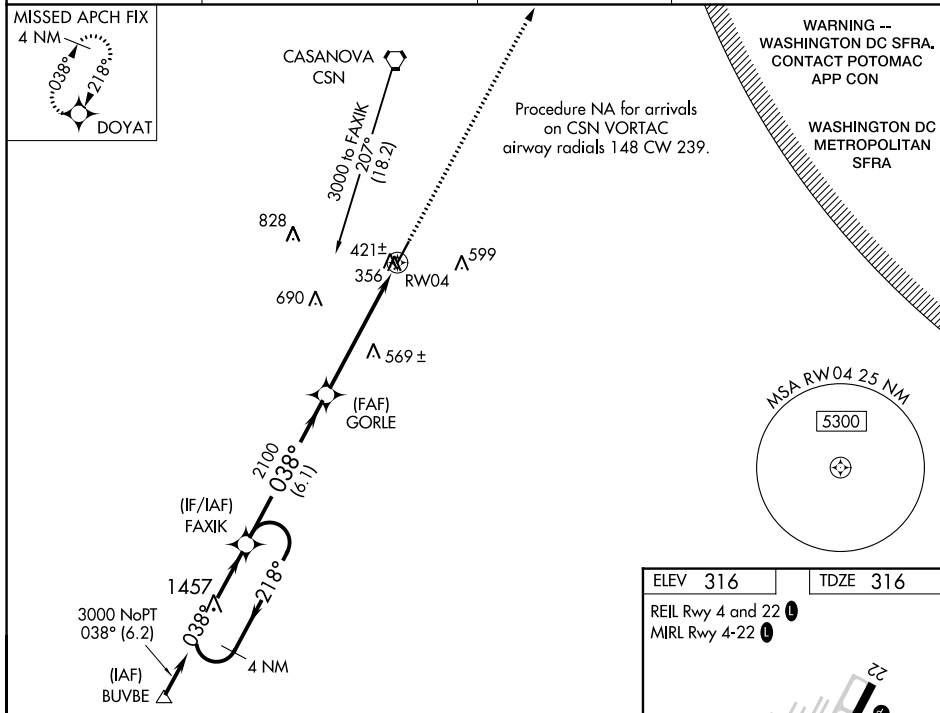 MISSED APCH FIX
4 NM
038°
218°
DOYAT
CASANOVA
CSN
3000 to FAXIK
207°
(18.2)
Procedure NA for arrivals
on CSN VORTAC
airway radials 148 CW 239.
WARNING --
WASHINGTON DC SFRA.
CONTACT POTOMAC
APP CON
WASHINGTON DC
METROPOLITAN
SFRA
828
421±
356
RW04
599
690
569 ±
(FAF)
GORLE
2100
038°
(6.1)
MSA RW04 25 NM
5300
(IF/IAF)
FAXIK
1457
038°
218°
3000 NoPT
038° (6.2)
4 NM
(IAF)
BUVBE
ELEV 316
TDZE 316
REIL Rwy 4 and 22 L
MIRL Rwy 4-22 L
22